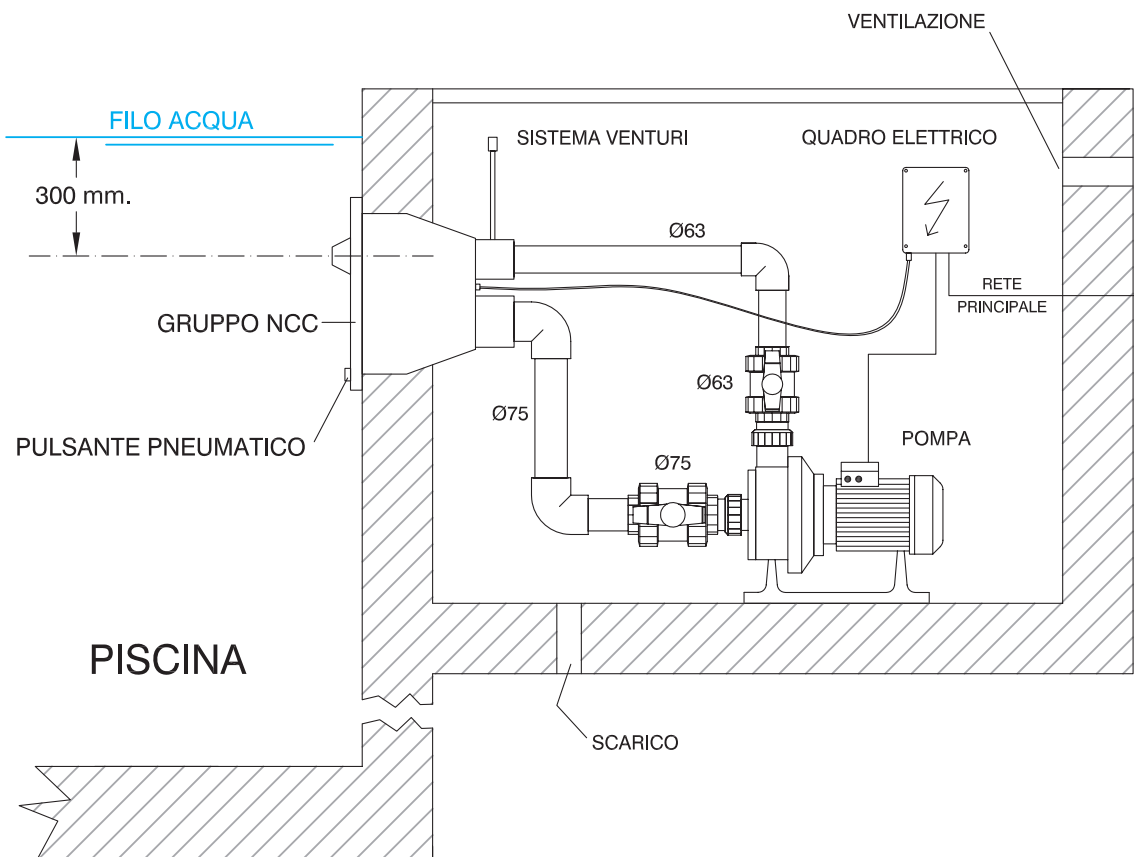 VENTILAZIONE
FILO ACQUA
SISTEMA VENTURI
QUADRO ELETTRICO
300 mm.
Ø63
RETE
PRINCIPALE
GRUPPO NCC
Ø63
Ø75
PULSANTE PNEUMATICO
POMPA
Ø75
PISCINA
SCARICO